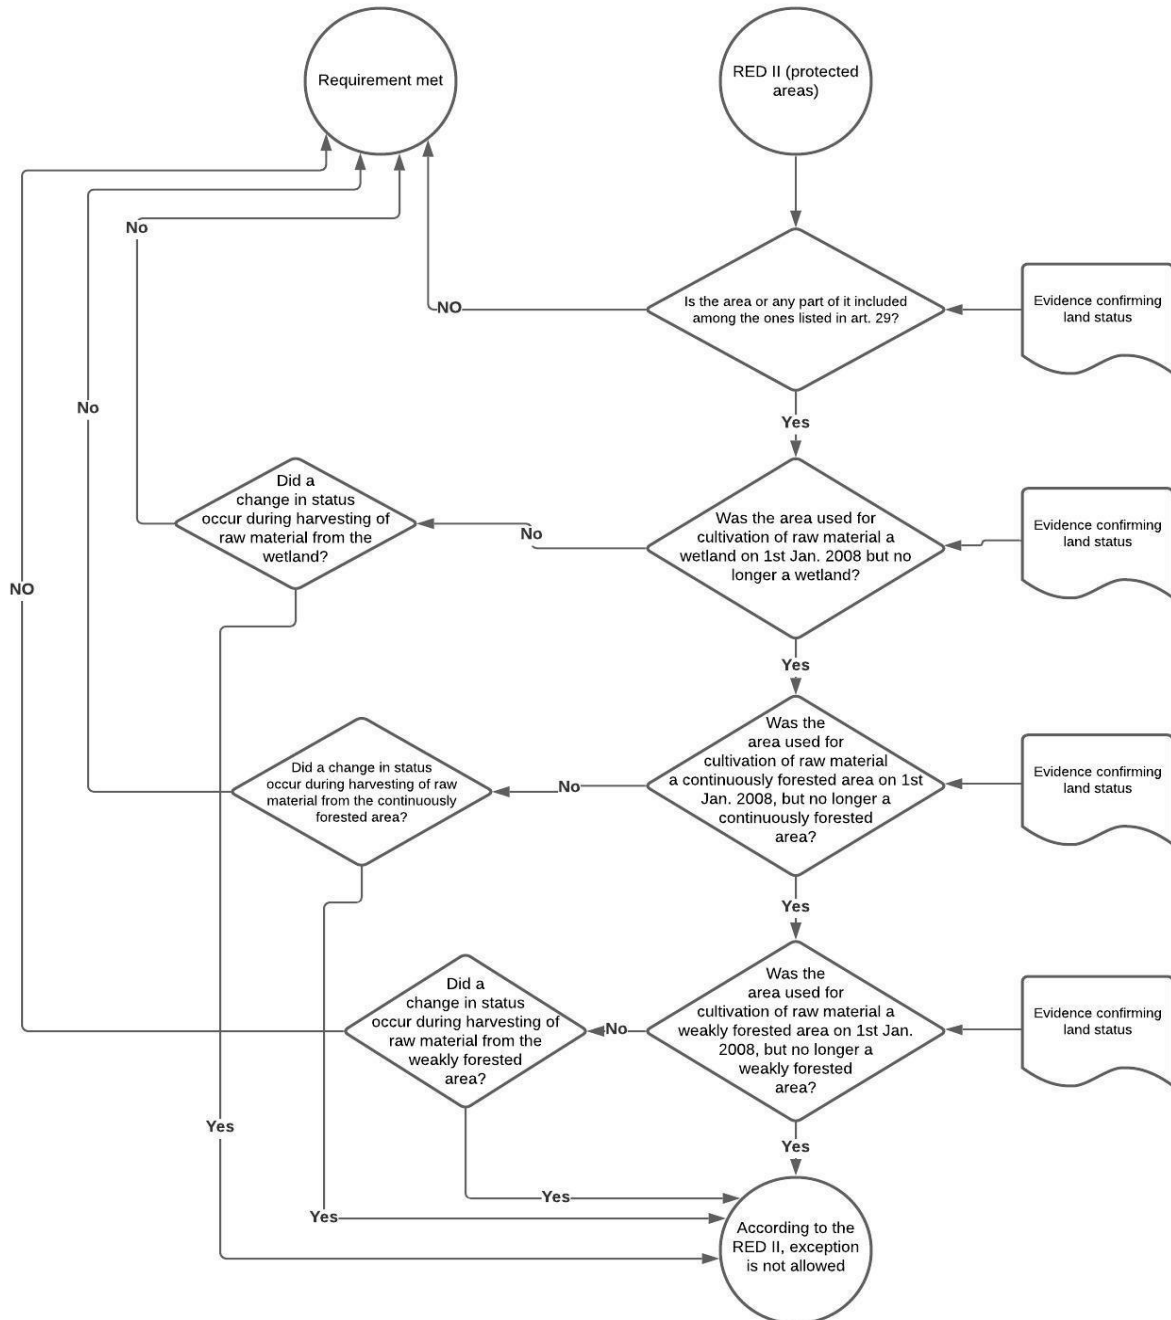 Requirement met
RED II (protected
areas)
Is the area or any part of it included
among the ones listed in art. 29?
Evidence confirming
land status
NO
Yes
No
Did a
change in status
occur during harvesting of
raw material from the
wetland?
No
Was the area used for
cultivation of raw material a
wetland on 1st Jan. 2008 but no
longer a wetland?
Evidence confirming
land status
Yes
No
Did a change in status
occur during harvesting of raw
material from the continuously
forested area?
No
Was the
area used for
cultivation of raw material
a continuously forested area on 1st
Jan. 2008, but no longer a
continuously forested
area?
Evidence confirming
land status
Yes
NO
Did a
change in status
occur during harvesting of
raw material from the
weakly forested
area?
No
Was the
area used for
cultivation of raw material a
weakly forested area on 1st Jan.
2008, but no longer a
weakly forested
area?
Evidence confirming
land status
Yes
Yes
Yes
Yes
According to the
RED II, exception
is not allowed